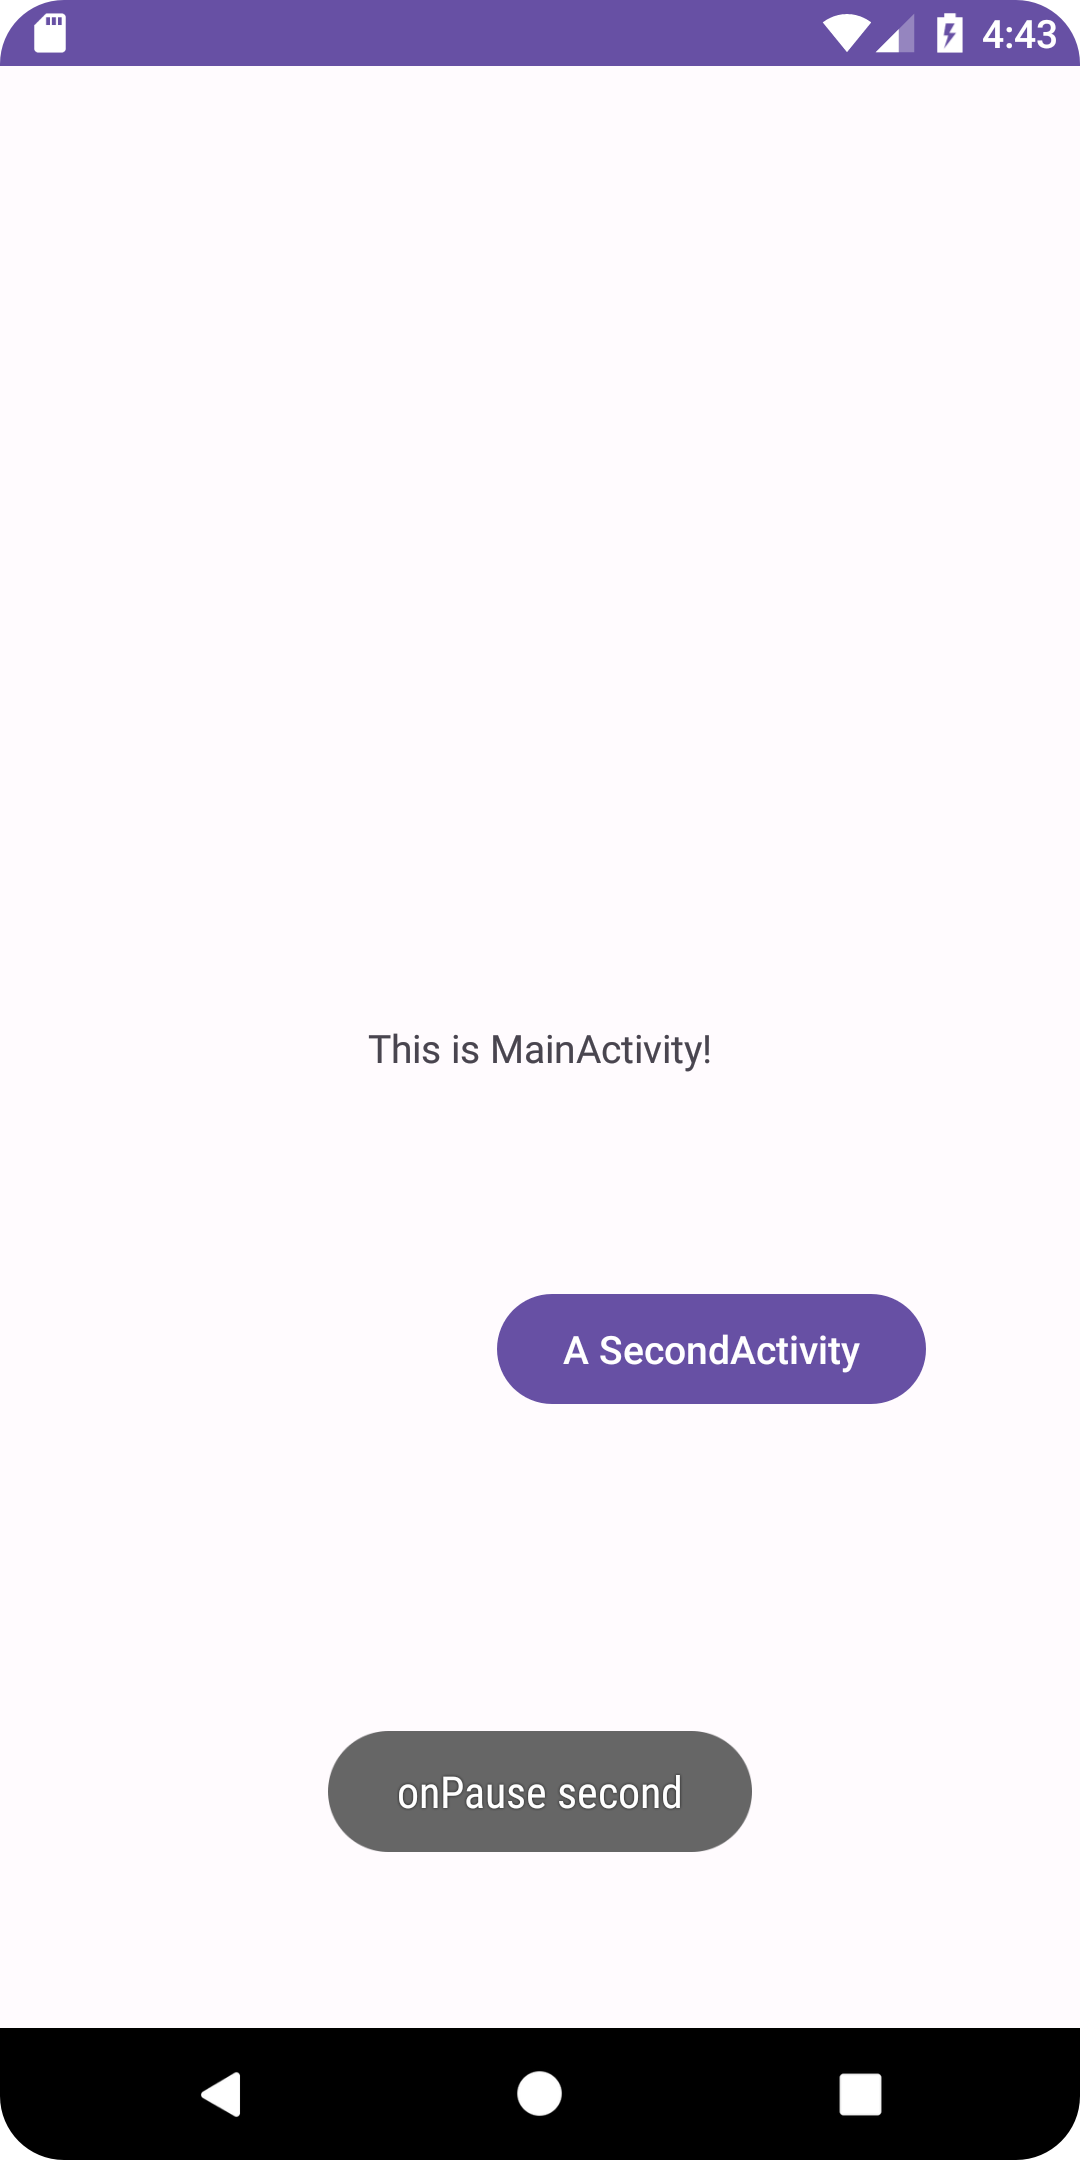 4:43
This is MainActivity!
A SecondActivity
onPause second